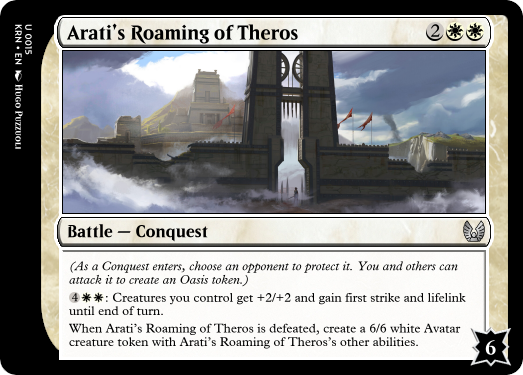 Arati's Roaming of Theros 2
U 0015
KRN • EN Hugo Puzzuoli
Battle — Conquest
(As a Conquest enters, choose an opponent to protect it. You and others can
attack it to create an Oasis token.)
4: Creatures you control get +2/+2 and gain first strike and lifelink
until end of turn.
When Arati's Roaming of Theros is defeated, create a 6/6 white Avatar
creature token with Arati's Roaming of Theros's other abilities.
6